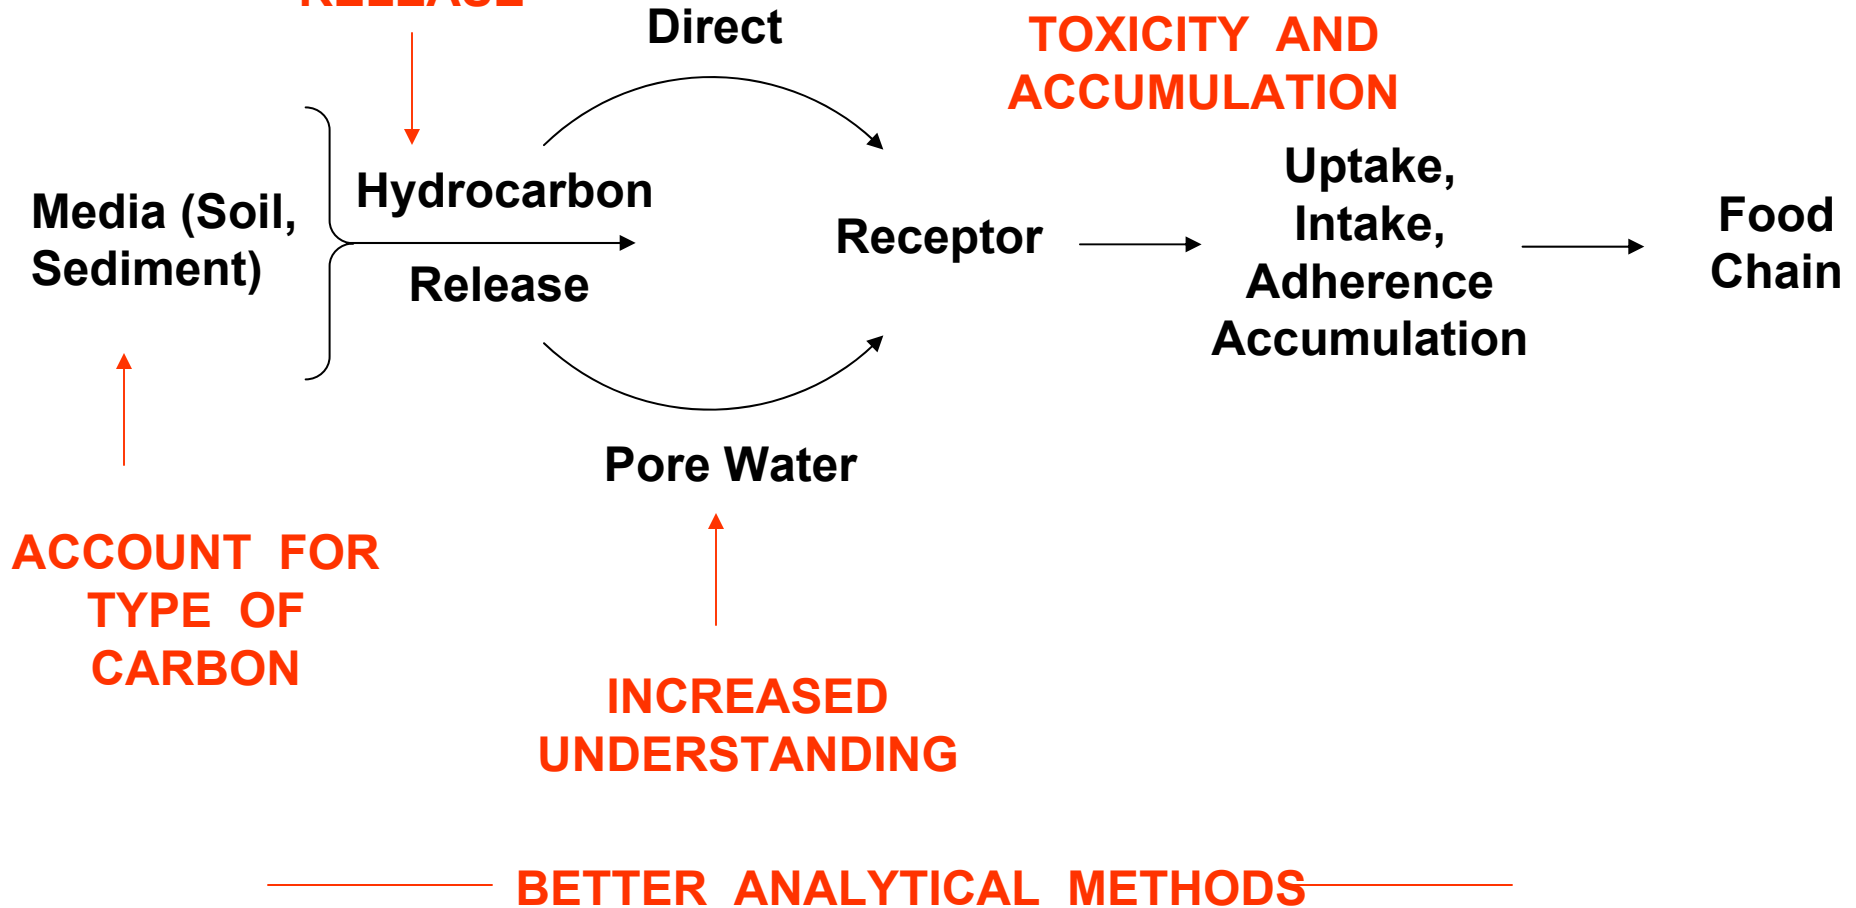 RELEASE
Direct
TOXICITY AND
ACCUMULATION
Media (Soil,
Sediment)
Hydrocarbon
Release
Receptor
Uptake,
Intake,
Adherence
Accumulation
Food
Chain
Pore Water
ACCOUNT FOR
TYPE OF
CARBON
INCREASED
UNDERSTANDING
BETTER ANALYTICAL METHODS